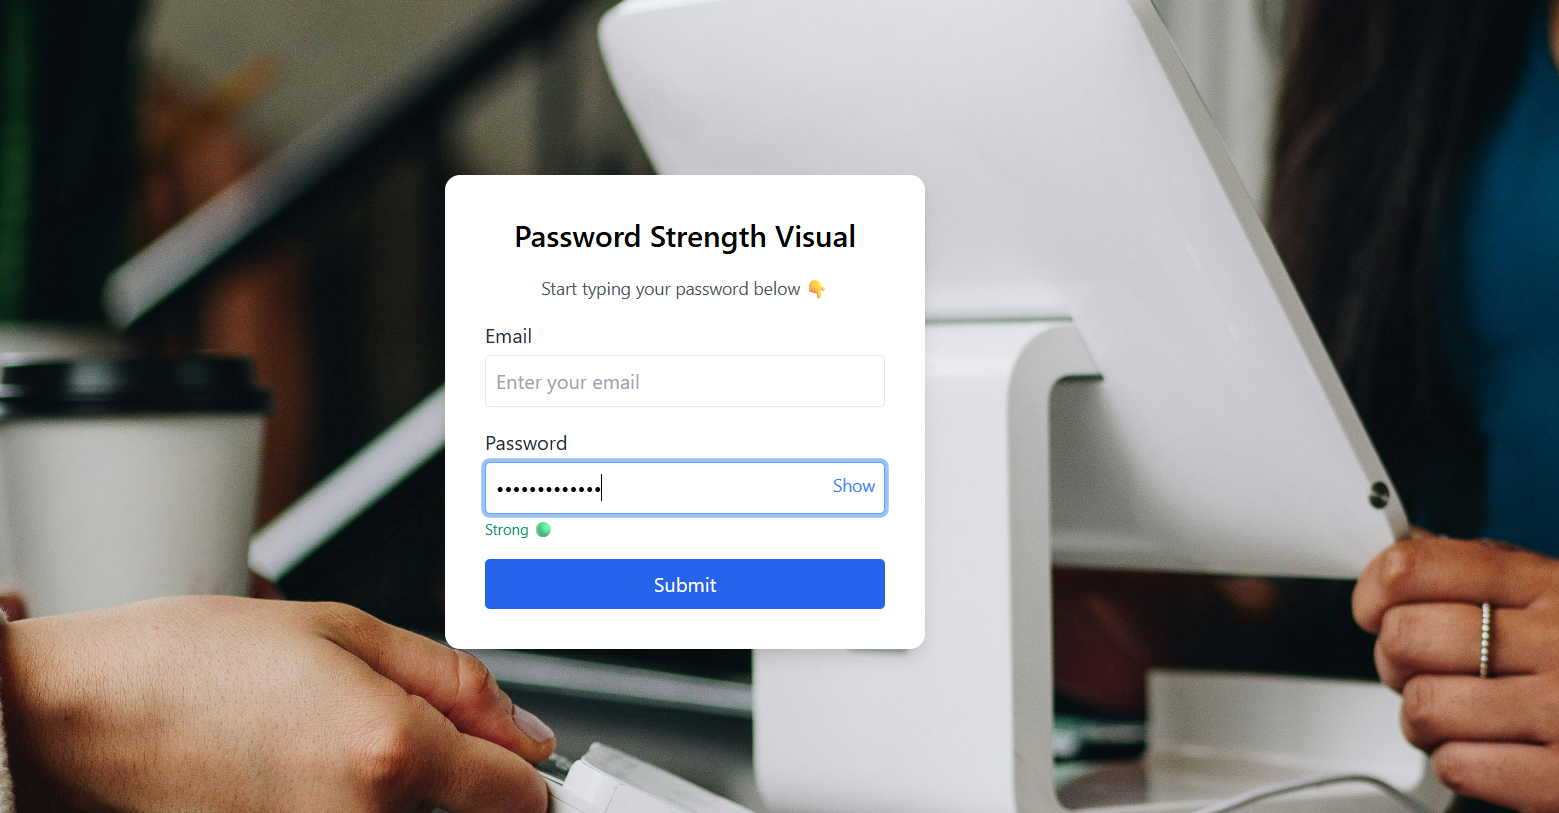 Password Strength Visual
Start typing your password below 👇
Email
Enter your email
Password
•••••••••••••
Show
Strong 🟢
Submit